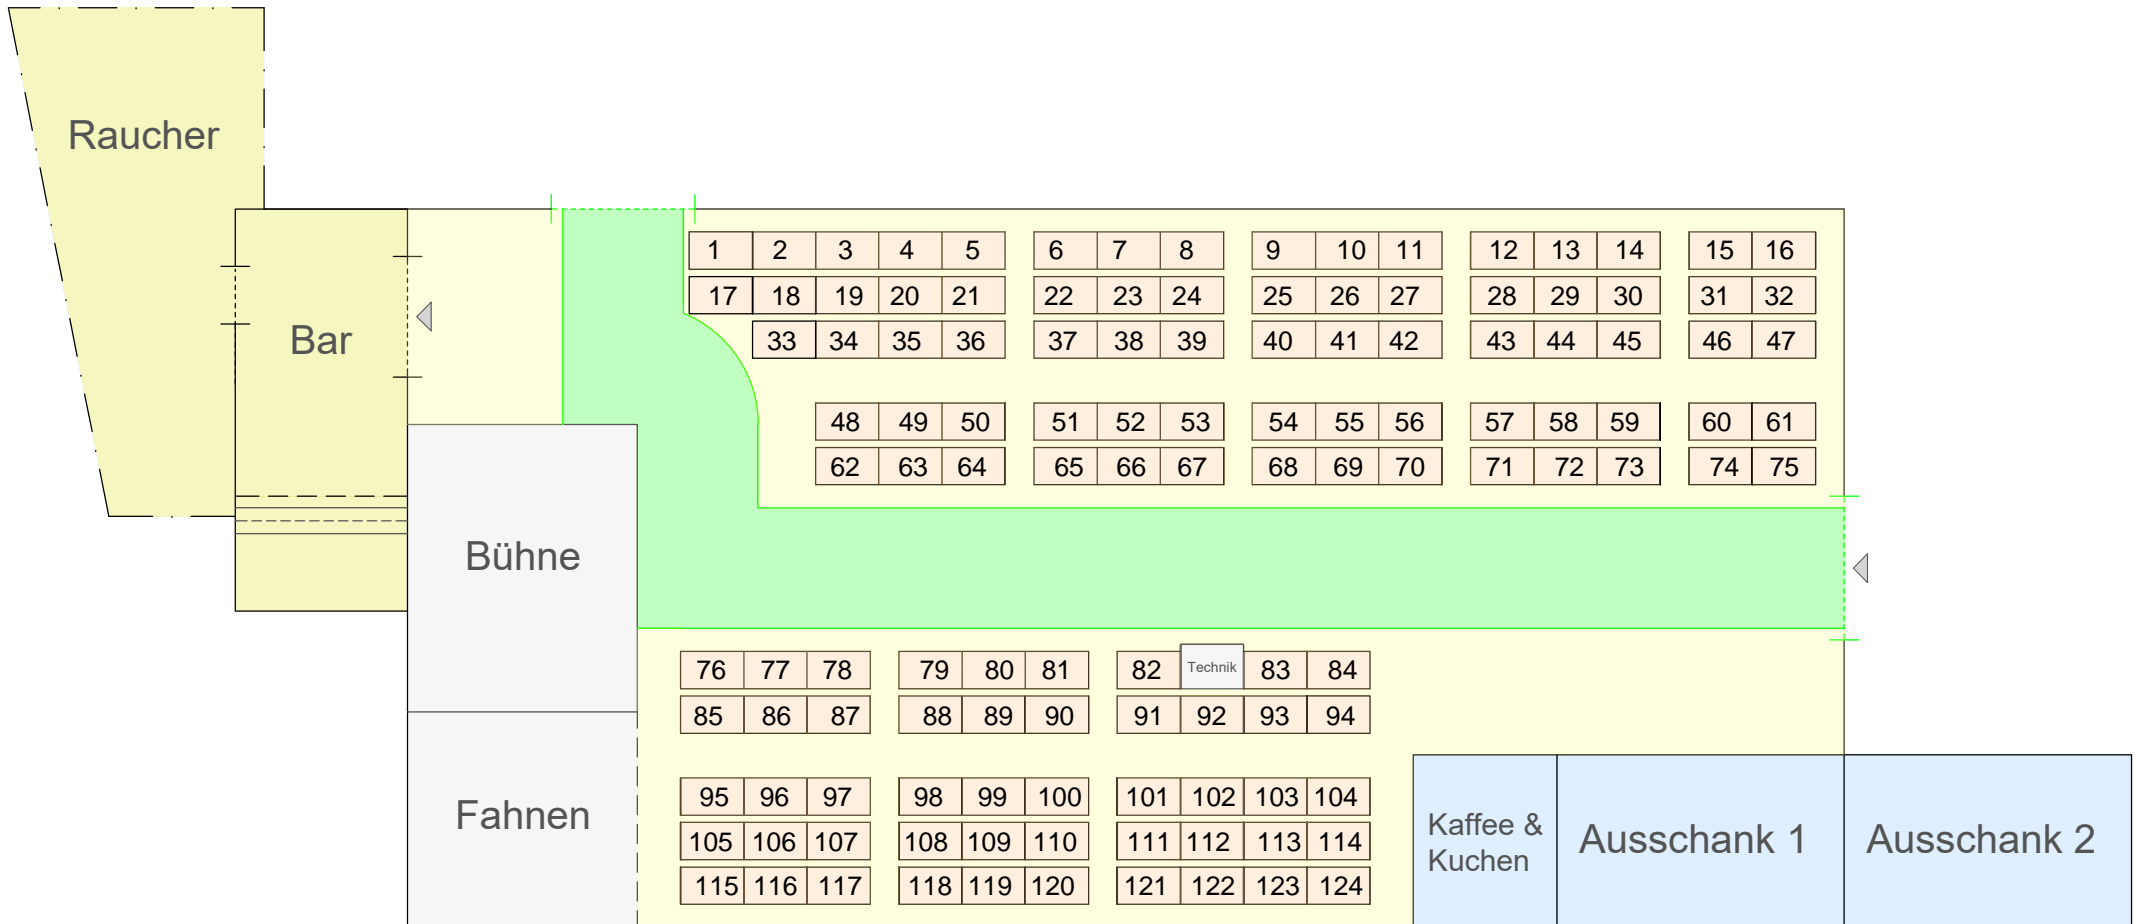 Raucher
1 2 3 4 5 6 7 8 9 10 11 12 13 14 15 16
17 18 19 20 21 22 23 24 25 26 27 28 29 30 31 32
Bar
33 34 35 36 37 38 39 40 41 42 43 44 45 46 47
48 49 50 51 52 53 54 55 56 57 58 59 60 61
62 63 64 65 66 67 68 69 70 71 72 73 74 75
Bühne
76 77 78 79 80 81 82 Technik 83 84
85 86 87 88 89 90 91 92 93 94
95 96 97 98 99 100 101 102 103 104
Fahnen
105 106 107 108 109 110 111 112 113 114
115 116 117 118 119 120 121 122 123 124
Kaffee &
Kuchen
Ausschank 1
Ausschank 2